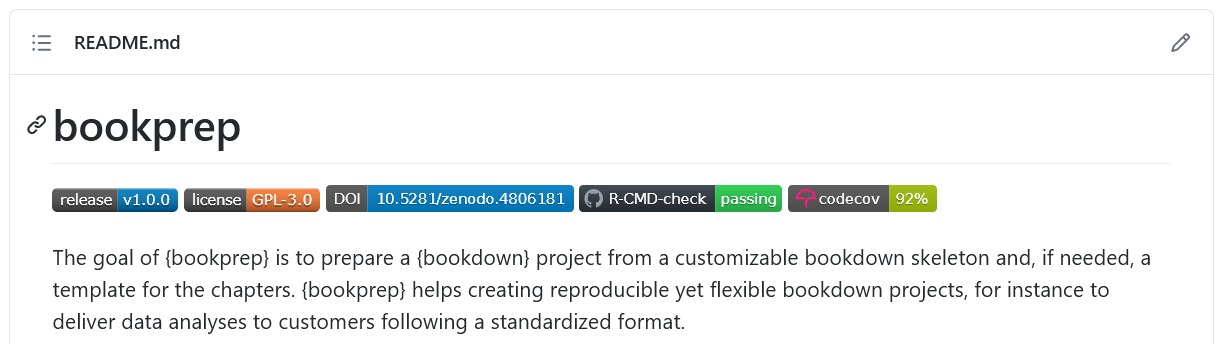 README.md
bookprep
release v1.0.0 license GPL-3.0 DOI 10.5281/zenodo.4806181 R-CMD-check passing codecov 92%
The goal of {bookprep} is to prepare a {bookdown} project from a customizable bookdown skeleton and, if needed, a
template for the chapters. {bookprep} helps creating reproducible yet flexible bookdown projects, for instance to
deliver data analyses to customers following a standardized format.